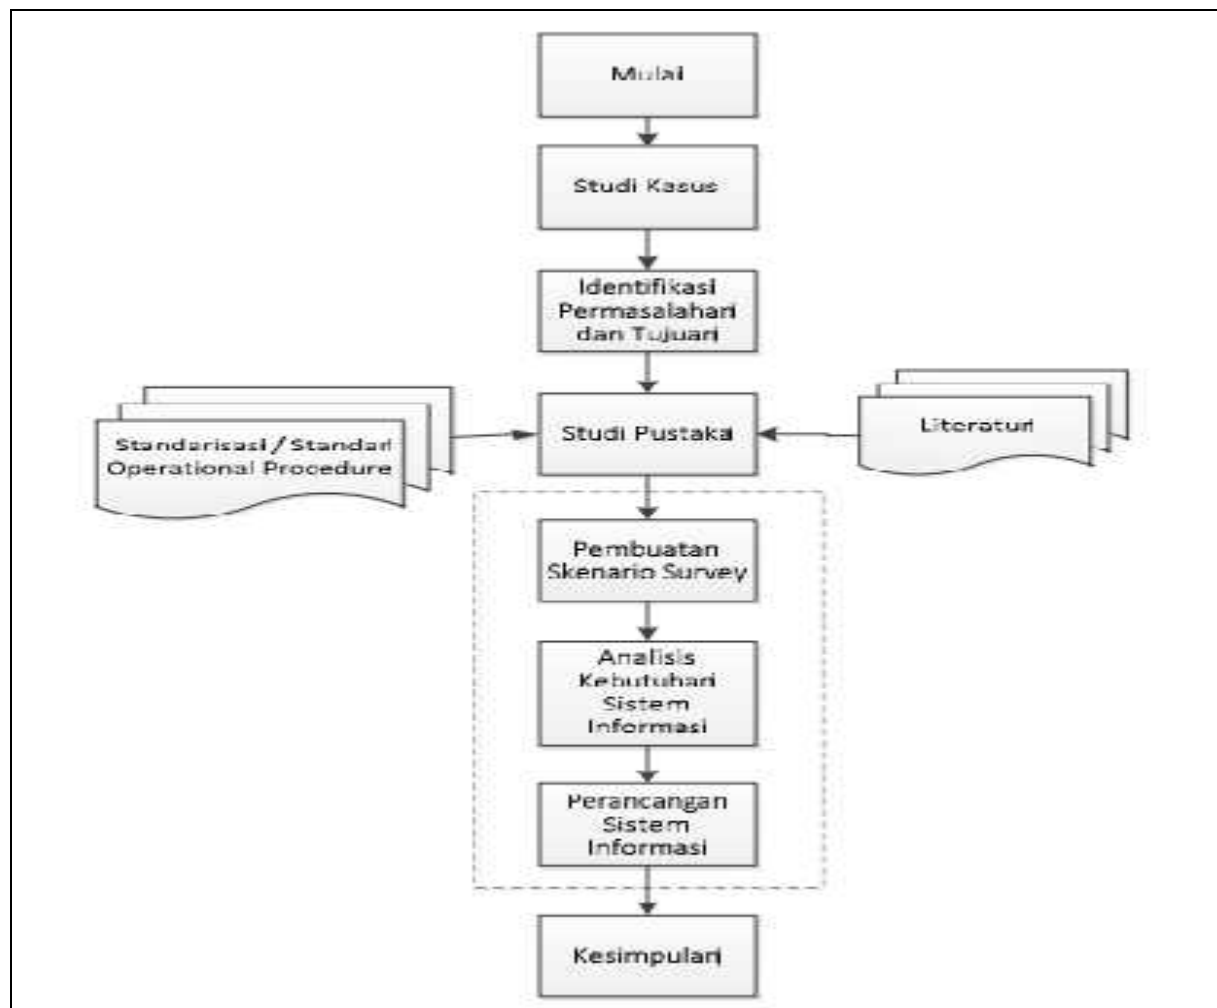 Mulai
Studi Kasus
Identifikasi
Permasalahan
dan Tujuan
Studi Pustaka
Standarisasi / Standar
Operational Procedure
Literatur
Pembuatan
Skenario Survey
Analisis
Kebutuhan
Sistem
Informasi
Perancangan
Sistem
Informasi
Kesimpulan